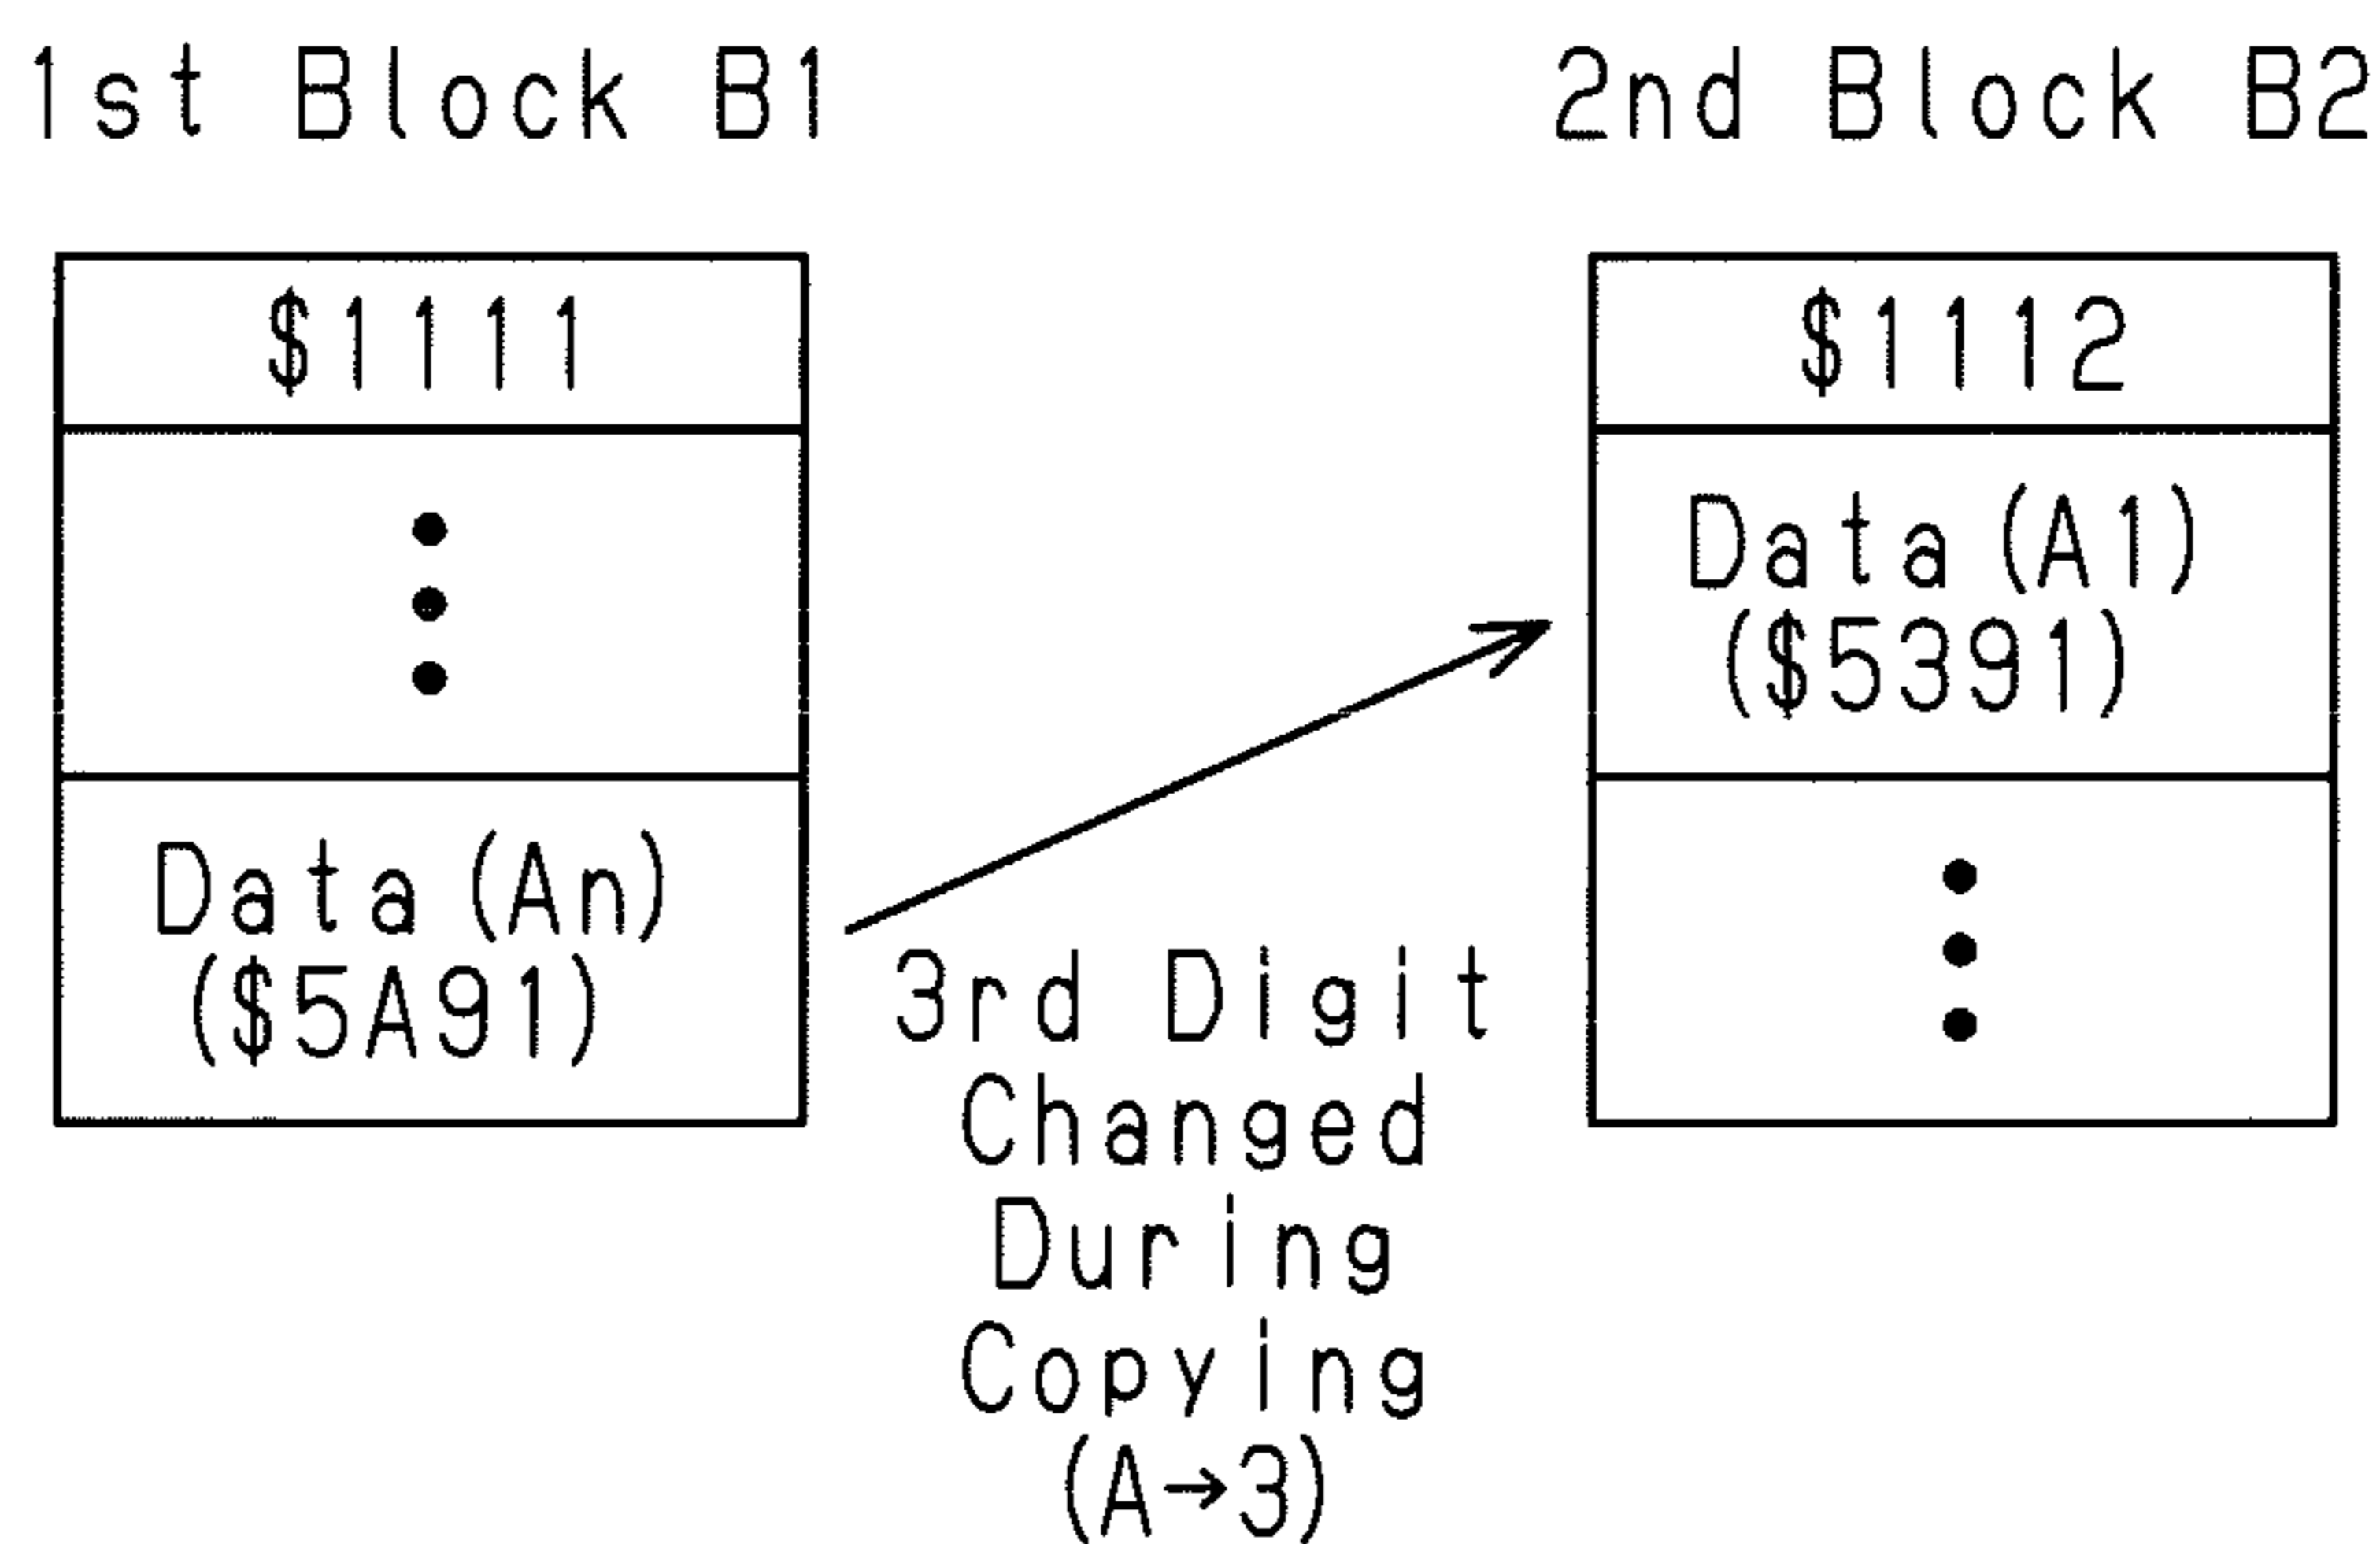 1st Block B1
$1111
Data(An)
($5A91)
3rd Digit
Changed
During
Copying
(A→3)
2nd Block B2
$1112
Data(A1)
($5391)